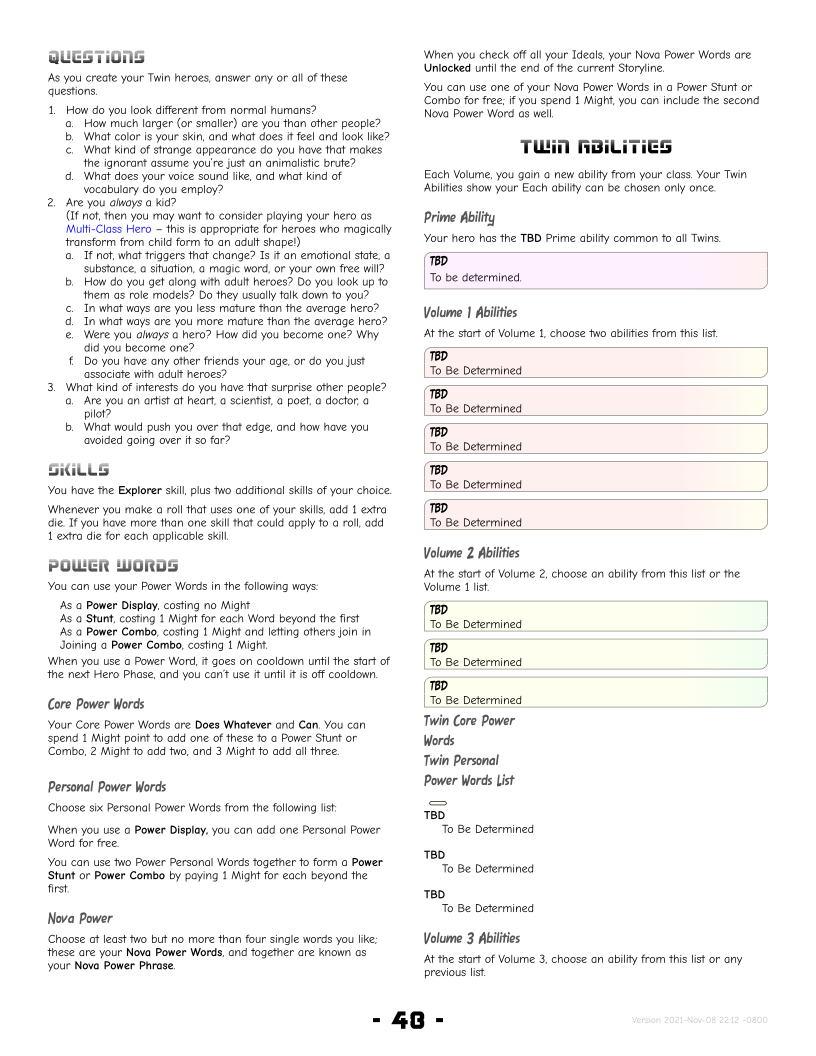 QUESTIONS
As you create your Twin heroes, answer any or all of these
questions.
1. How do you look different from normal humans?
a. How much larger (or smaller) are you than other people?
b. What color is your skin, and what does it feel and look like?
c. What kind of strange appearance do you have that makes
the ignorant assume you're just an animalistic brute?
d. What does your voice sound like, and what kind of
vocabulary do you employ?
2. Are you always a kid?
(If not, then you may want to consider playing your hero as
Multi-Class Hero – this is appropriate for heroes who magically
transform from child form to an adult shape!)
a. If not, what triggers that change? Is it an emotional state, a
substance, a situation, a magic word, or your own free will?
b. How do you get along with adult heroes? Do you look up to
them as role models? Do they usually talk down to you?
c. In what ways are you less mature than the average hero?
d. In what ways are you more mature than the average hero?
e. Were you always a hero? How did you become one? Why
did you become one?
f. Do you have any other friends your age, or do you just
associate with adult heroes?
3. What kind of interests do you have that surprise other people?
a. Are you an artist at heart, a scientist, a poet, a doctor, a
pilot?
b. What would push you over that edge, and how have you
avoided going over it so far?
SKILLS
You have the Explorer skill, plus two additional skills of your choice.
Whenever you make a roll that uses one of your skills, add 1 extra
die. If you have more than one skill that could apply to a roll, add
1 extra die for each applicable skill.
POWER WORDS
You can use your Power Words in the following ways:
As a Power Display, costing no Might
As a Stunt, costing 1 Might for each Word beyond the first
As a Power Combo, costing 1 Might and letting others join in
Joining a Power Combo, costing 1 Might.
When you use a Power Word, it goes on cooldown until the start of
the next Hero Phase, and you can't use it until it is off cooldown.
Core Power Words
Your Core Power Words are Does Whatever and Can. You can
spend 1 Might point to add one of these to a Power Stunt or
Combo, 2 Might to add two, and 3 Might to add all three.
Personal Power Words
Choose six Personal Power Words from the following list:
When you use a Power Display, you can add one Personal Power
Word for free.
You can use two Power Personal Words together to form a Power
Stunt or Power Combo by paying 1 Might for each beyond the
first.
Nova Power
Choose at least two but no more than four single words you like;
these are your Nova Power Words, and together are known as
your Nova Power Phrase.
When you check off all your Ideals, your Nova Power Words are
Unlocked until the end of the current Storyline.
You can use one of your Nova Power Words in a Power Stunt or
Combo for free; if you spend 1 Might, you can include the second
Nova Power Word as well.
TWIN ABILITIES
Each Volume, you gain a new ability from your class. Your Twin
Abilities show your Each ability can be chosen only once.
Prime Ability
Your hero has the TBD Prime ability common to all Twins.
TBD
To be determined.
Volume 1 Abilities
At the start of Volume 1, choose two abilities from this list.
TBD
To Be Determined
TBD
To Be Determined
TBD
To Be Determined
TBD
To Be Determined
TBD
To Be Determined
Volume 2 Abilities
At the start of Volume 2, choose an ability from this list or the
Volume 1 list.
TBD
To Be Determined
TBD
To Be Determined
TBD
To Be Determined
Twin Core Power
Words
Twin Personal
Power Words List
TBD
To Be Determined
TBD
To Be Determined
TBD
To Be Determined
Volume 3 Abilities
At the start of Volume 3, choose an ability from this list or any
previous list.
- 48 -
Version 2021-Nov-08 22:12 -0800